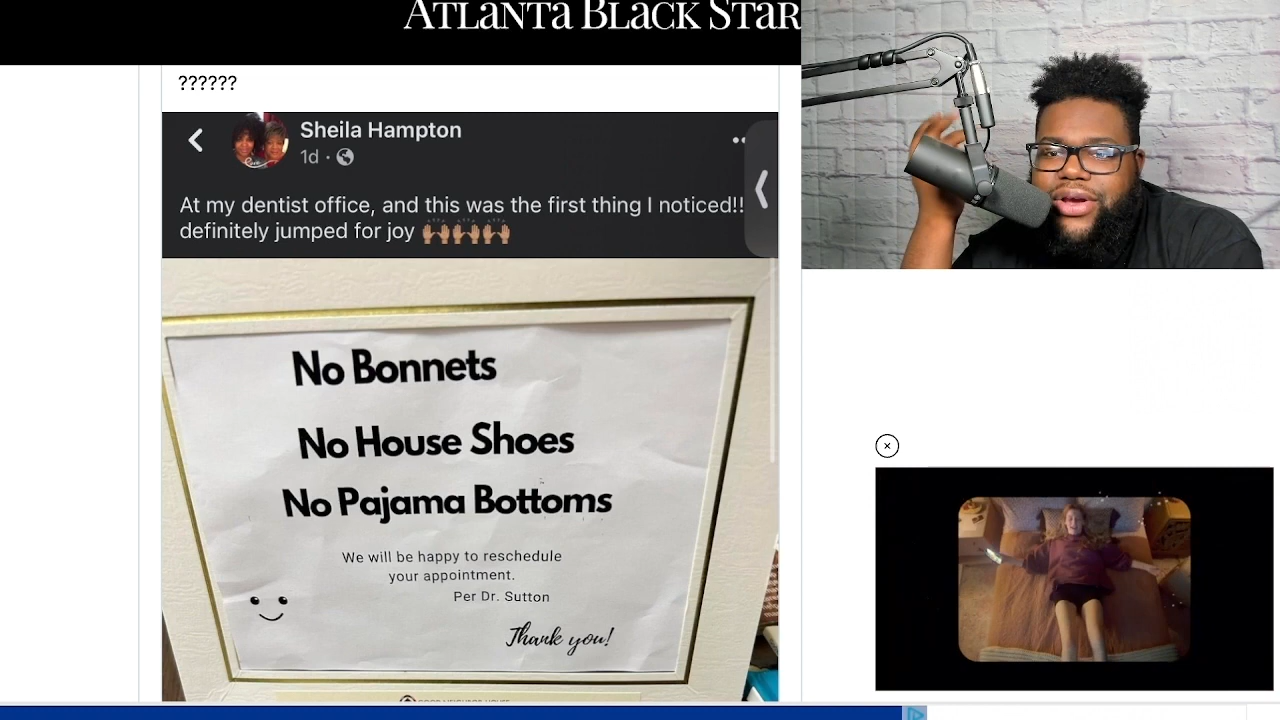 ATLANTA BLACK STAR
??????
Sheila Hampton
1d ·
At my dentist office, and this was the first thing I noticed!!
definitely jumped for joy 🙌🏽🙌🏽🙌🏽
No Bonnets
No House Shoes
No Pajama Bottoms
We will be happy to reschedule
your appointment.
Per Dr. Sutton
Thank you!